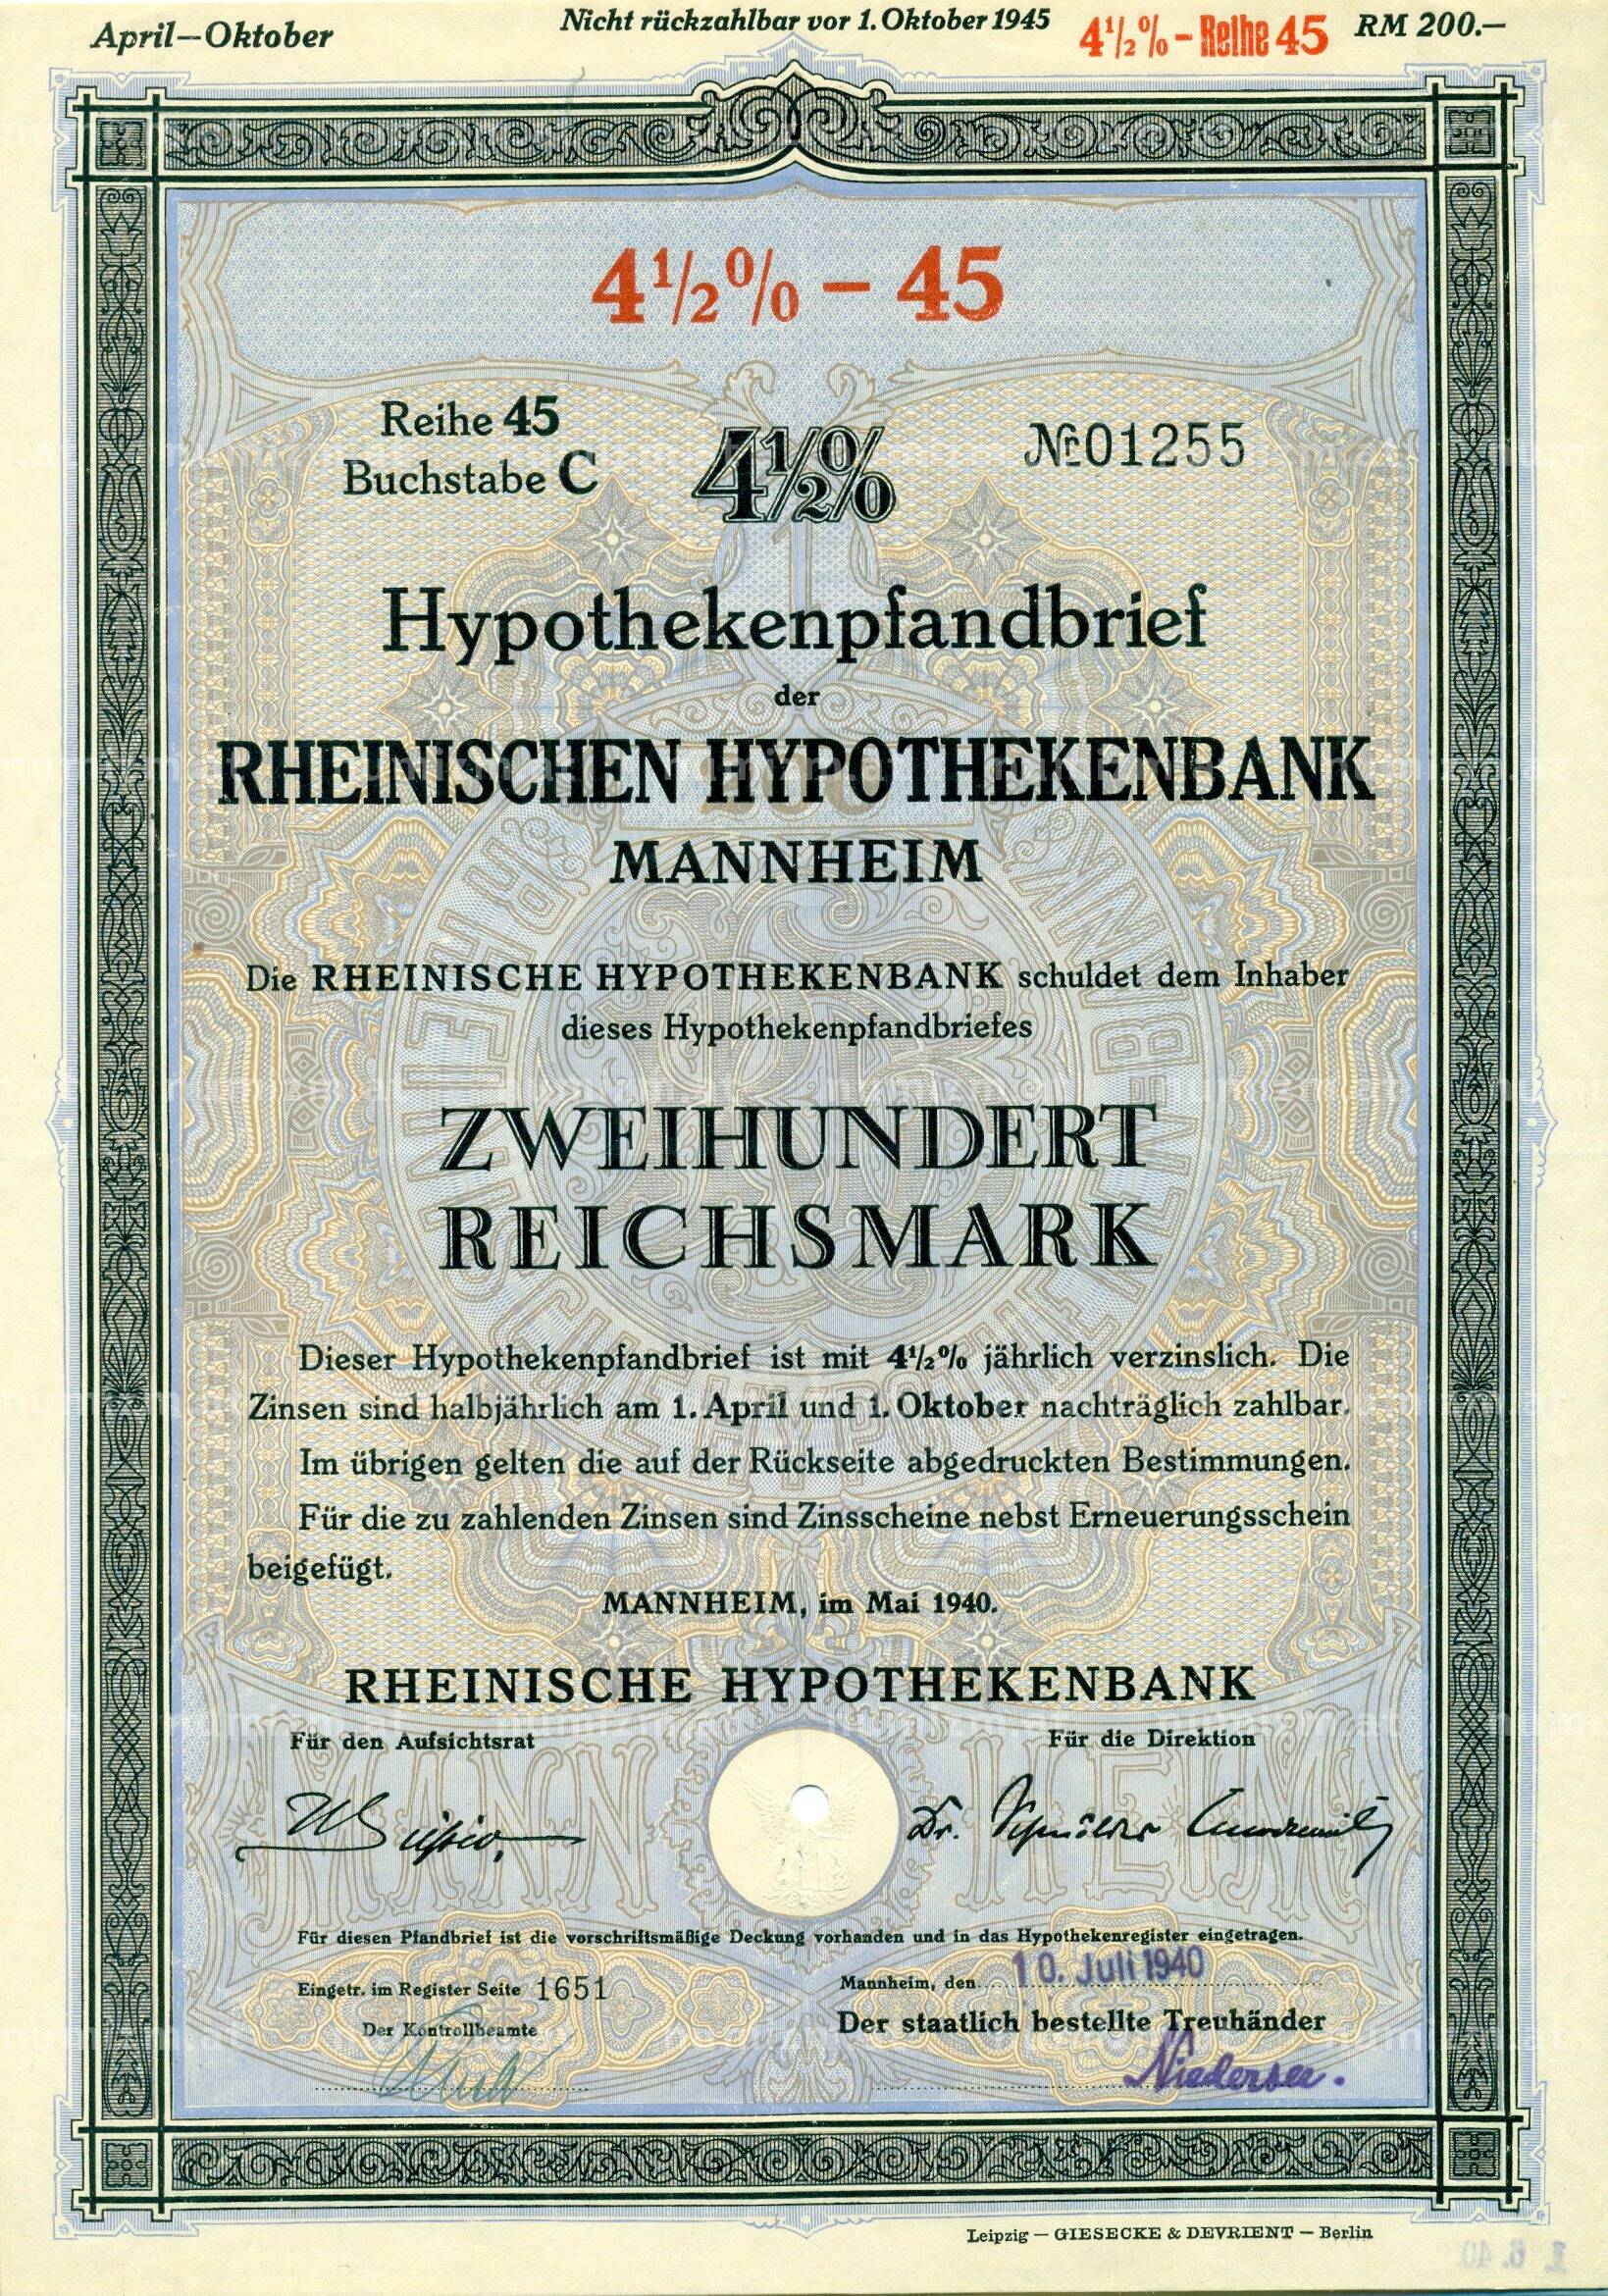 April—Oktober
Nicht rückzahlbar vor 1. Oktober 1945
4½% - Reihe 45
RM 200.—
4½% – 45
Reihe 45
Buchstabe C
4½%
№ 01255
Hypothekenpfandbrief
der
RHEINISCHEN HYPOTHEKENBANK
MANNHEIM
Die RHEINISCHE HYPOTHEKENBANK schuldet dem Inhaber
dieses Hypothekenpfandbriefes
ZWEIHUNDERT
REICHSMARK
Dieser Hypothekenpfandbrief ist mit 4½% jährlich verzinslich. Die
Zinsen sind halbjährlich am 1. April und 1. Oktober nachträglich zahlbar.
Im übrigen gelten die auf der Rückseite abgedruckten Bestimmungen.
Für die zu zahlenden Zinsen sind Zinsscheine nebst Erneuerungsschein
beigefügt.
MANNHEIM, im Mai 1940.
RHEINISCHE HYPOTHEKENBANK
Für den Aufsichtsrat
Für die Direktion
Dr.
MANNHEIM
Für diesen Pfandbrief ist die vorschriftsmäßige Deckung vorhanden und in das Hypothekenregister eingetragen.
Eingetr. im Register Seite 1651
Mannheim, den 10. Juli 1940
Der Kontrollbeamte
Der staatlich bestellte Treuhänder
Niedersee.
Leipzig — GIESECKE & DEVRIENT — Berlin
numizm.at